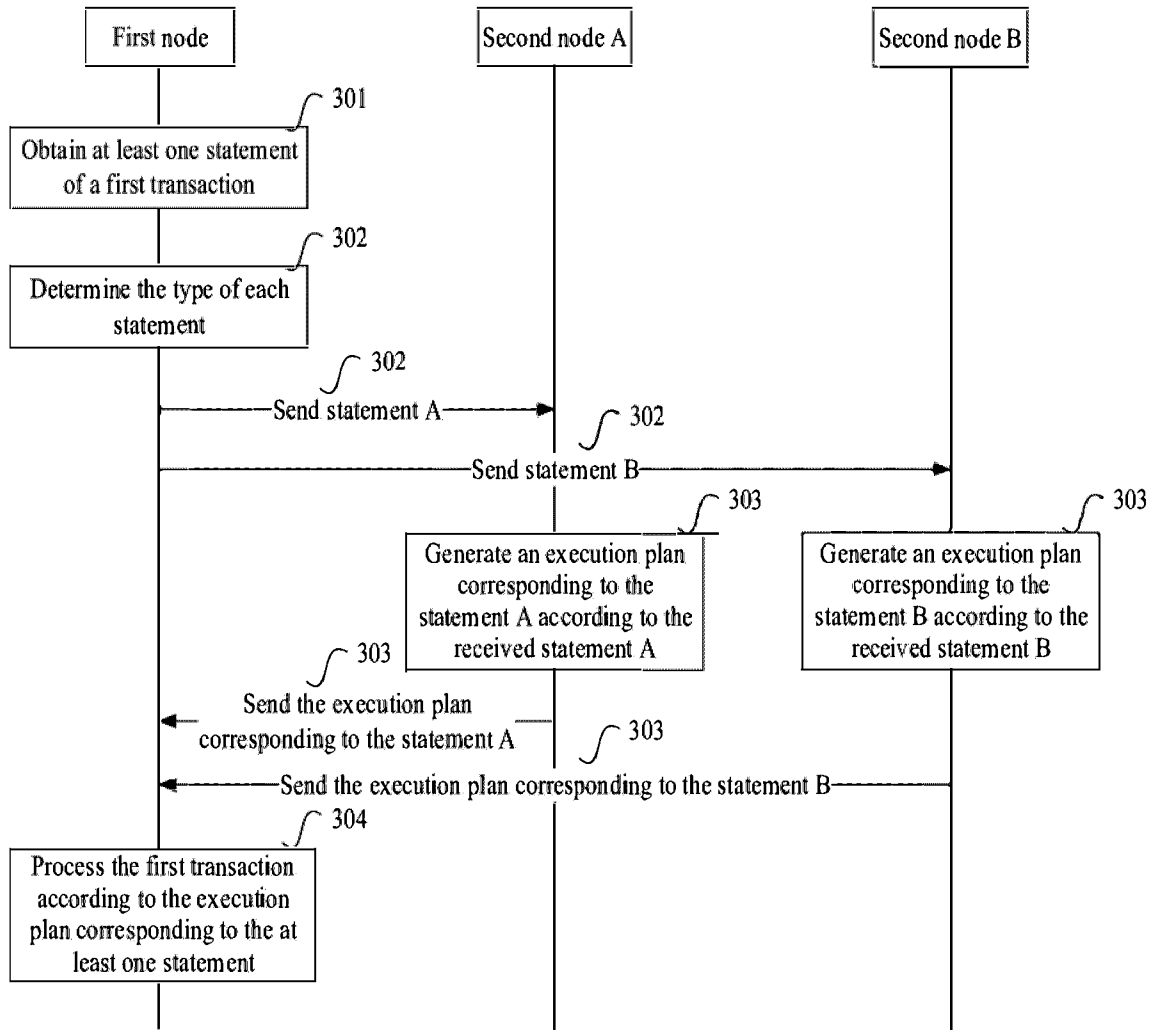 First node
Second node A
Second node B
301
Obtain at least one statement
of a first transaction
302
Determine the type of each
statement
302
Send statement A
302
Send statement B
303
Generate an execution plan
corresponding to the
statement A according to the
received statement A
303
Generate an execution plan
corresponding to the
statement B according to the
received statement B
303
Send the execution plan
corresponding to the statement A
303
Send the execution plan corresponding to the statement B
304
Process the first transaction
according to the execution
plan corresponding to the at
least one statement